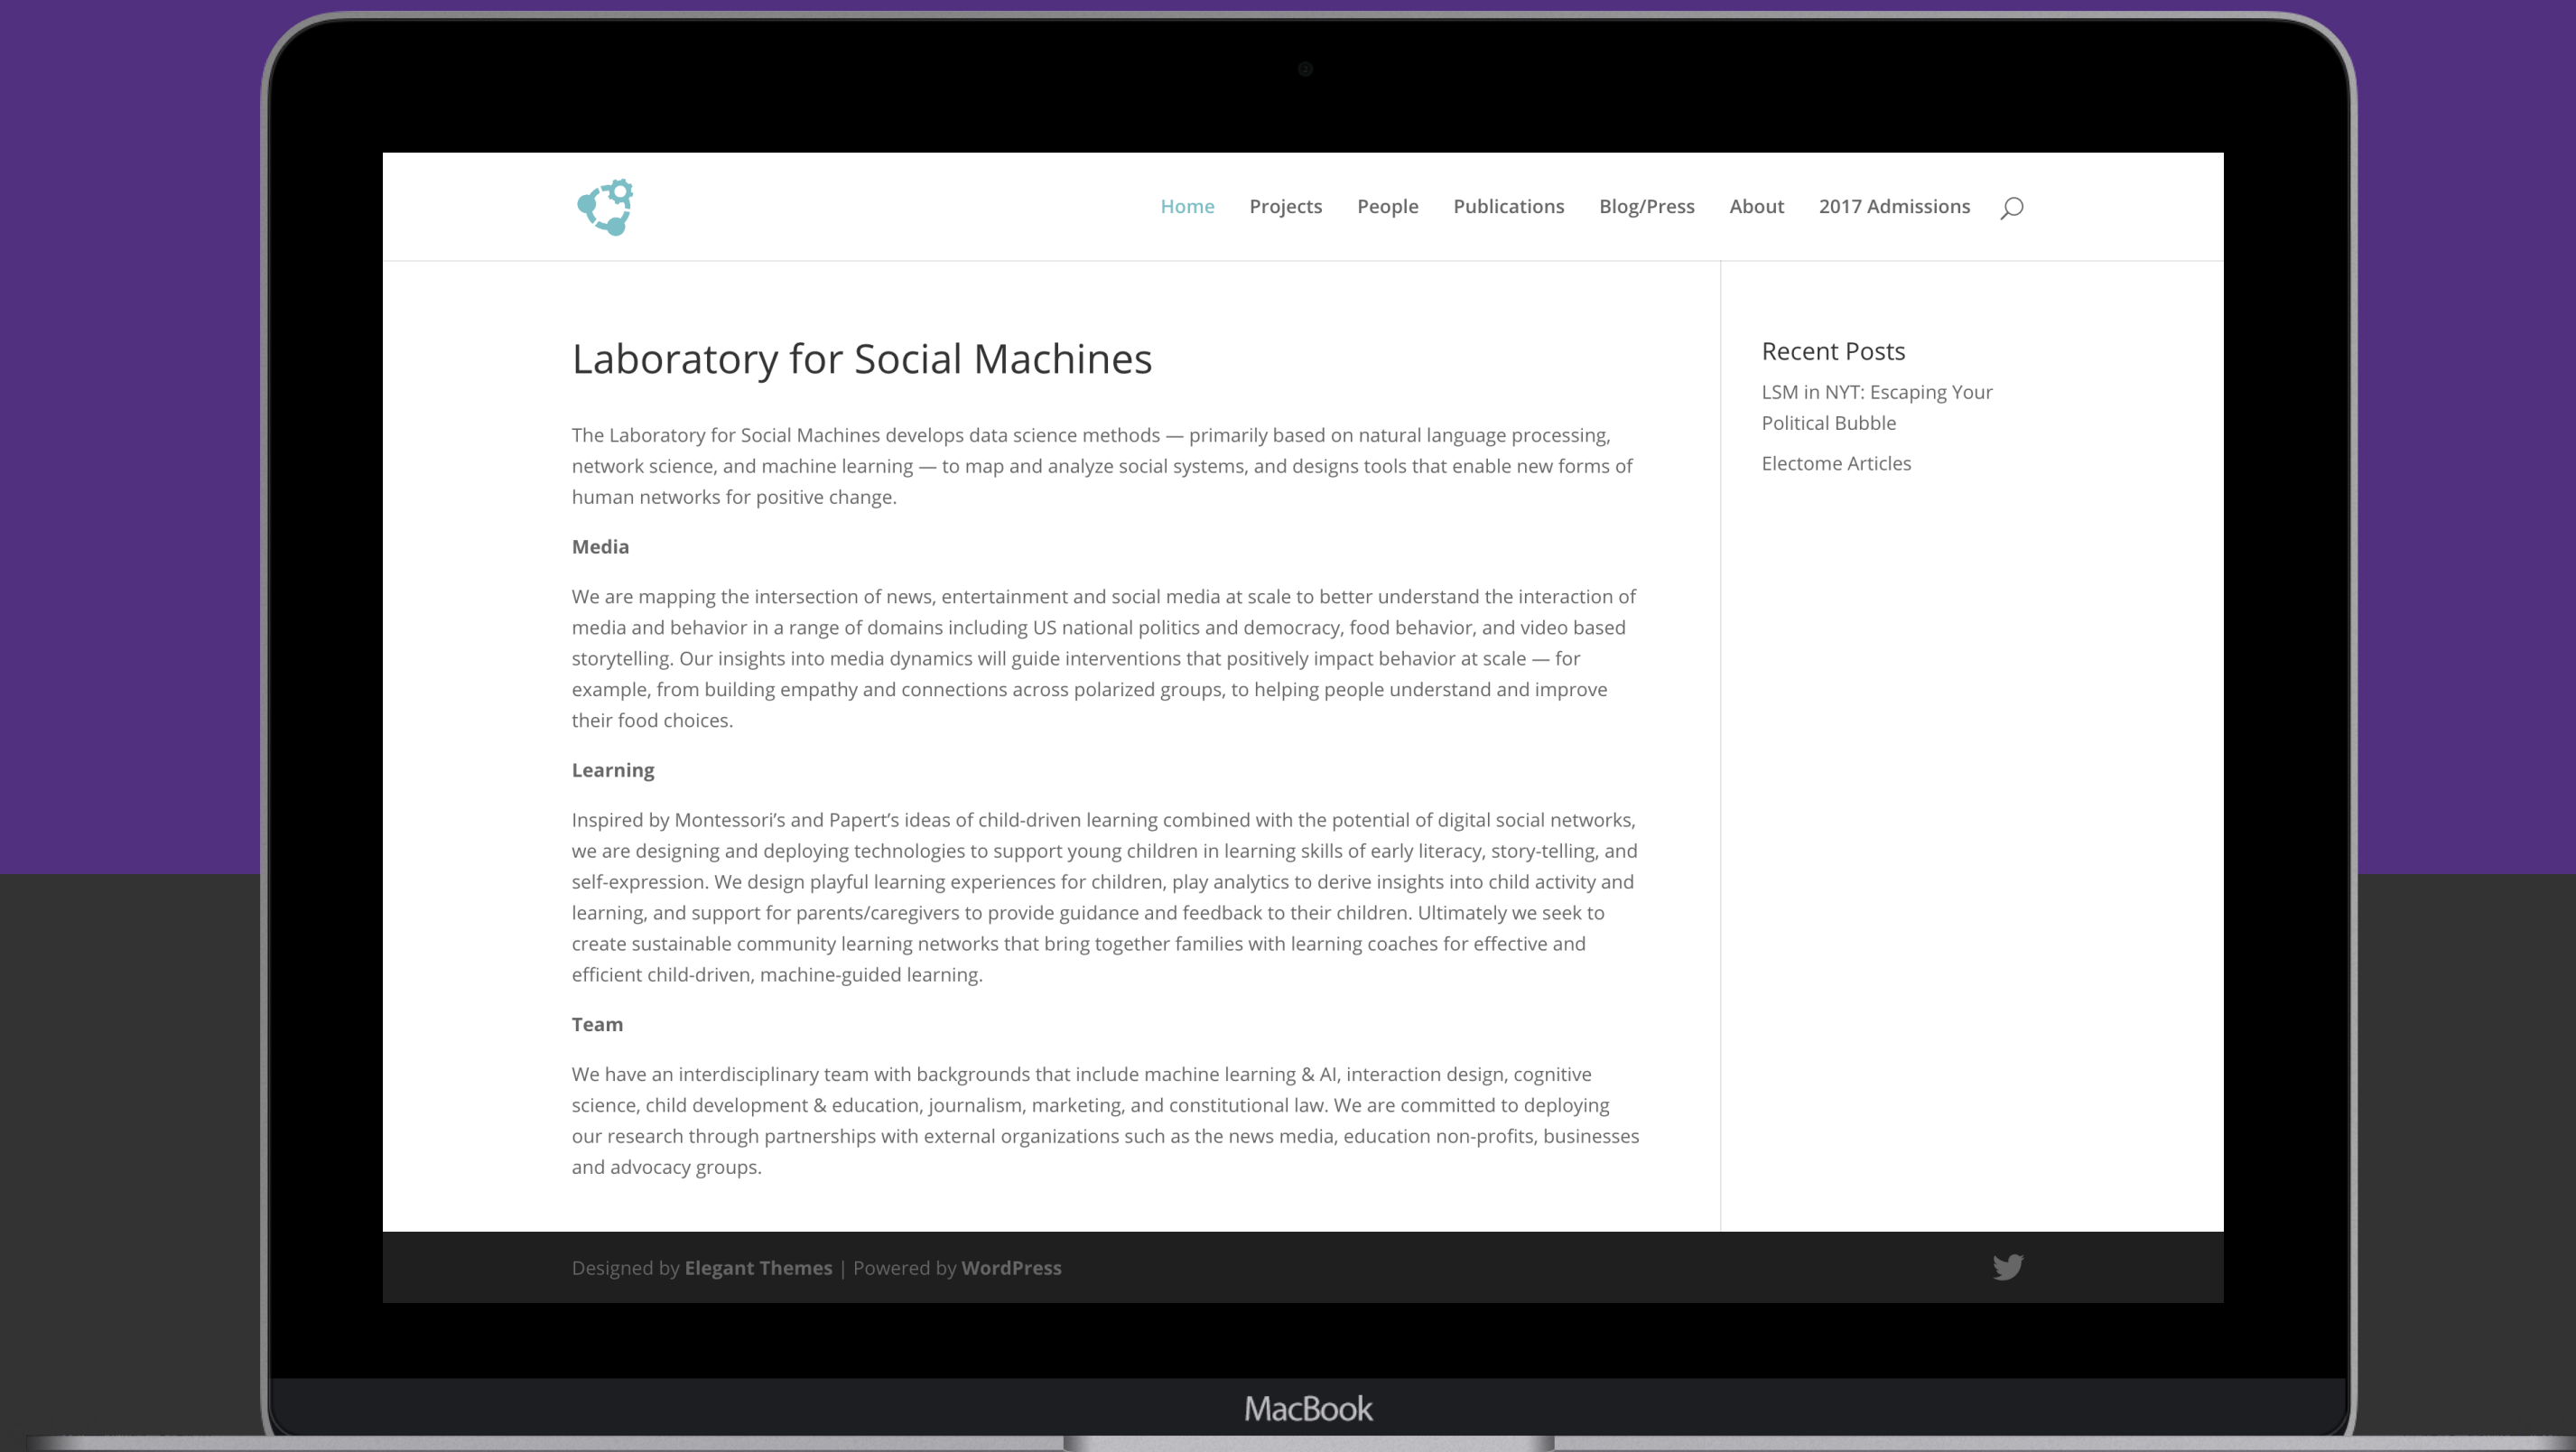 Home Projects People Publications Blog/Press About 2017 Admissions
Laboratory for Social Machines
The Laboratory for Social Machines develops data science methods — primarily based on natural language processing,
network science, and machine learning — to map and analyze social systems, and designs tools that enable new forms of
human networks for positive change.
Media
We are mapping the intersection of news, entertainment and social media at scale to better understand the interaction of
media and behavior in a range of domains including US national politics and democracy, food behavior, and video based
storytelling. Our insights into media dynamics will guide interventions that positively impact behavior at scale — for
example, from building empathy and connections across polarized groups, to helping people understand and improve
their food choices.
Learning
Inspired by Montessori’s and Papert’s ideas of child-driven learning combined with the potential of digital social networks,
we are designing and deploying technologies to support young children in learning skills of early literacy, story-telling, and
self-expression. We design playful learning experiences for children, play analytics to derive insights into child activity and
learning, and support for parents/caregivers to provide guidance and feedback to their children. Ultimately we seek to
create sustainable community learning networks that bring together families with learning coaches for effective and
efficient child-driven, machine-guided learning.
Team
We have an interdisciplinary team with backgrounds that include machine learning & AI, interaction design, cognitive
science, child development & education, journalism, marketing, and constitutional law. We are committed to deploying
our research through partnerships with external organizations such as the news media, education non-profits, businesses
and advocacy groups.
Recent Posts
LSM in NYT: Escaping Your
Political Bubble
Electome Articles
Designed by Elegant Themes | Powered by WordPress
MacBook